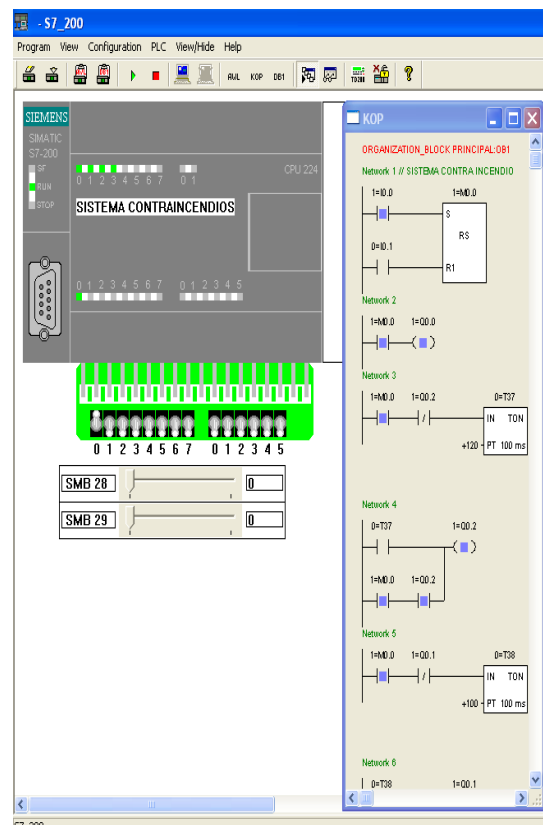 - S7_200
Program View Configuration PLC View/Hide Help
AWL KOP DB1
SIEMENS
SIMATIC
S7-200
SF
RUN
STOP
0 1 2 3 4 5 6 7 0 1
CPU 224
SISTEMA CONTRAINCENDIOS
0 1 2 3 4 5 6 7 0 1 2 3 4 5
0 1 2 3 4 5 6 7 0 1 2 3 4 5
SMB 28 0
SMB 29 0
KOP
ORGANIZATION_BLOCK PRINCIPAL:OB1
Network 1 // SISTEMA CONTRA INCENDIO
1=I0.0 1=M0.0
S
RS
0=I0.1
R1
Network 2
1=M0.0 1=Q0.0
Network 3
1=M0.0 1=Q0.2 0=T37
IN TON
+120 PT 100 ms
Network 4
0=T37 1=Q0.2
1=M0.0 1=Q0.2
Network 5
1=M0.0 1=Q0.1 0=T38
IN TON
+100 PT 100 ms
Network 6
0=T38 1=Q0.1